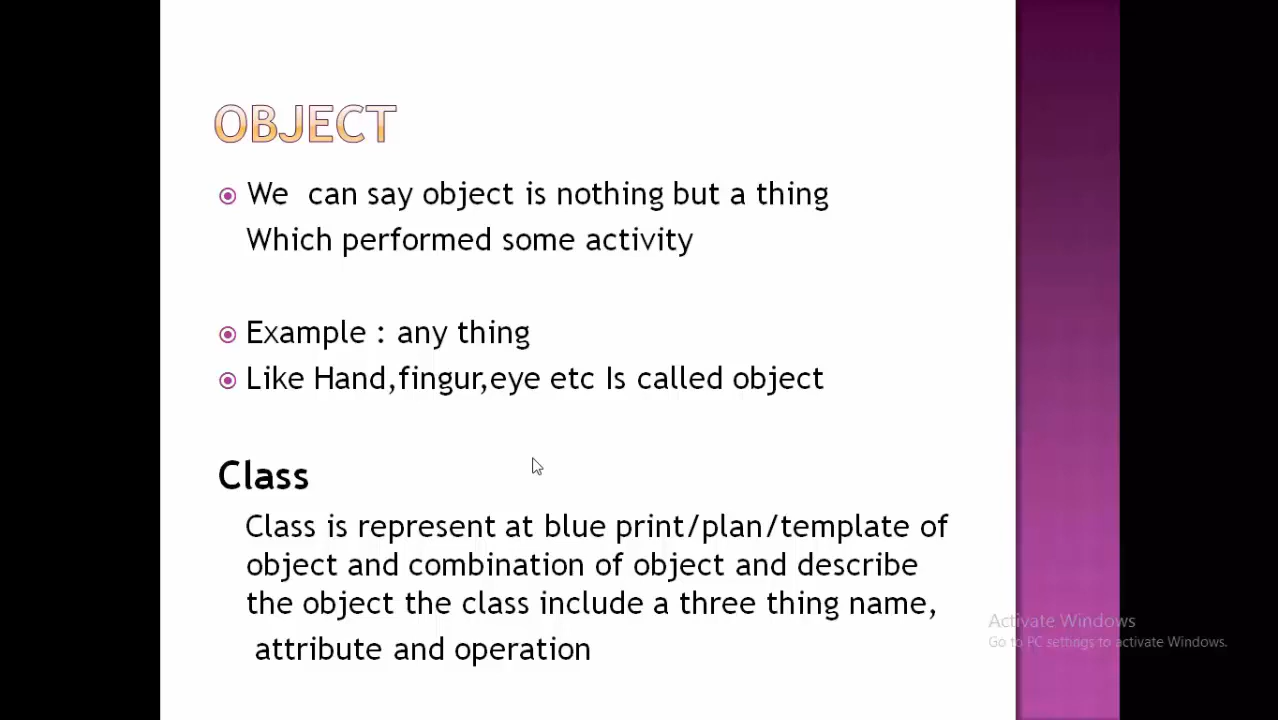 OBJECT
We can say object is nothing but a thing
Which performed some activity
Example : any thing
Like Hand,fingur,eye etc Is called object
Class
Class is represent at blue print/plan/template of
object and combination of object and describe
the object the class include a three thing name,
attribute and operation
Activate Windows
Go to PC settings to activate Windows.